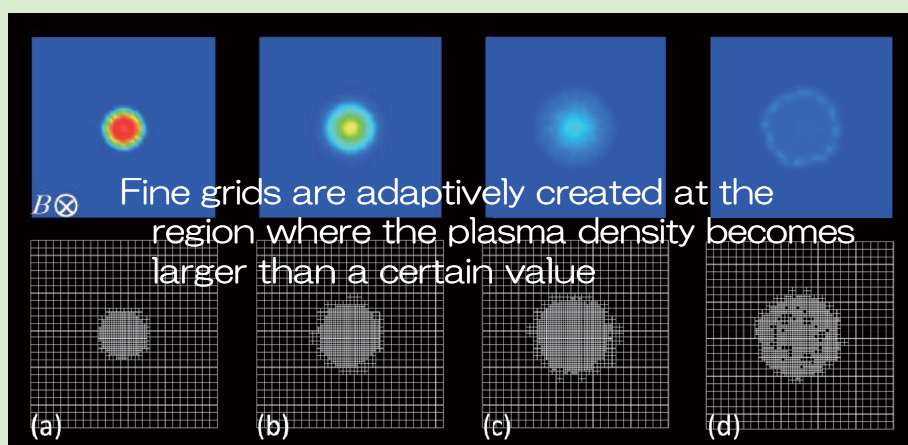 Fine grids are adaptively created at the
B⊗
region where the plasma density becomes
larger than a certain value
(a) (b) (c) (d)